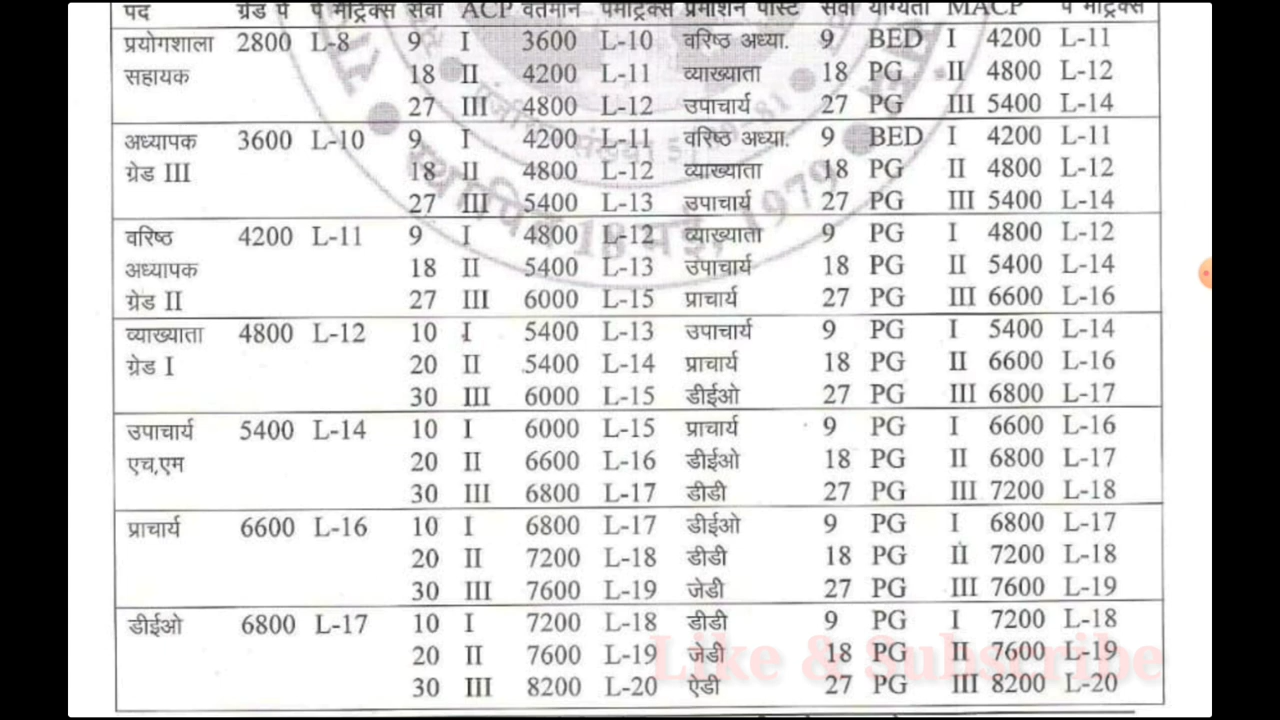 पद ग्रेड पे पे मैट्रिक्स सेवा ACP वर्तमान पेमैट्रिक्स प्रमोशन पोस्ट सेवा योग्यता MACP पे मैट्रिक्स
प्रयोगशाला 2800 L-8 9 I 3600 L-10 वरिष्ठ अध्या. 9 BED I 4200 L-11
सहायक 18 II 4200 L-11 व्याख्याता 18 PG II 4800 L-12
27 III 4800 L-12 उपाचार्य 27 PG III 5400 L-14
अध्यापक 3600 L-10 9 I 4200 L-11 वरिष्ठ अध्या. 9 BED I 4200 L-11
ग्रेड III 18 II 4800 L-12 व्याख्याता 18 PG II 4800 L-12
27 III 5400 L-13 उपाचार्य 27 PG III 5400 L-14
वरिष्ठ 4200 L-11 9 I 4800 L-12 व्याख्याता 9 PG I 4800 L-12
अध्यापक 18 II 5400 L-13 उपाचार्य 18 PG II 5400 L-14
ग्रेड II 27 III 6000 L-15 प्राचार्य 27 PG III 6600 L-16
व्याख्याता 4800 L-12 10 I 5400 L-13 उपाचार्य 9 PG I 5400 L-14
ग्रेड I 20 II 5400 L-14 प्राचार्य 18 PG II 6600 L-16
30 III 6000 L-15 डीईओ 27 PG III 6800 L-17
उपाचार्य 5400 L-14 10 I 6000 L-15 प्राचार्य 9 PG I 6600 L-16
एच,एम 20 II 6600 L-16 डीईओ 18 PG II 6800 L-17
30 III 6800 L-17 डीडी 27 PG III 7200 L-18
प्राचार्य 6600 L-16 10 I 6800 L-17 डीईओ 9 PG I 6800 L-17
20 II 7200 L-18 डीडी 18 PG II 7200 L-18
30 III 7600 L-19 जेडी 27 PG III 7600 L-19
डीईओ 6800 L-17 10 I 7200 L-18 डीडी 9 PG I 7200 L-18
20 II 7600 L-19 जेडी 18 PG II 7600 L-19
30 III 8200 L-20 ऐडी 27 PG III 8200 L-20
स्थापित 18 मई, 1979
Like & Subscribe